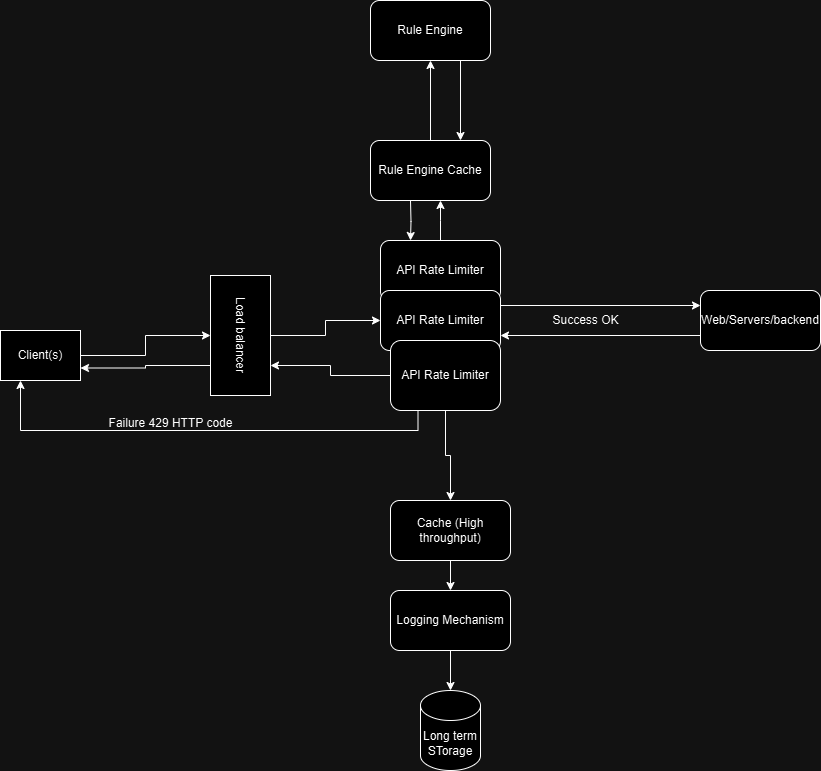 Rule Engine
Rule Engine Cache
API Rate Limiter
Load balancer
API Rate Limiter
Success OK
Web/Servers/backend
Client(s)
API Rate Limiter
Failure 429 HTTP code
Cache (High
throughput)
Logging Mechanism
Long term
STorage